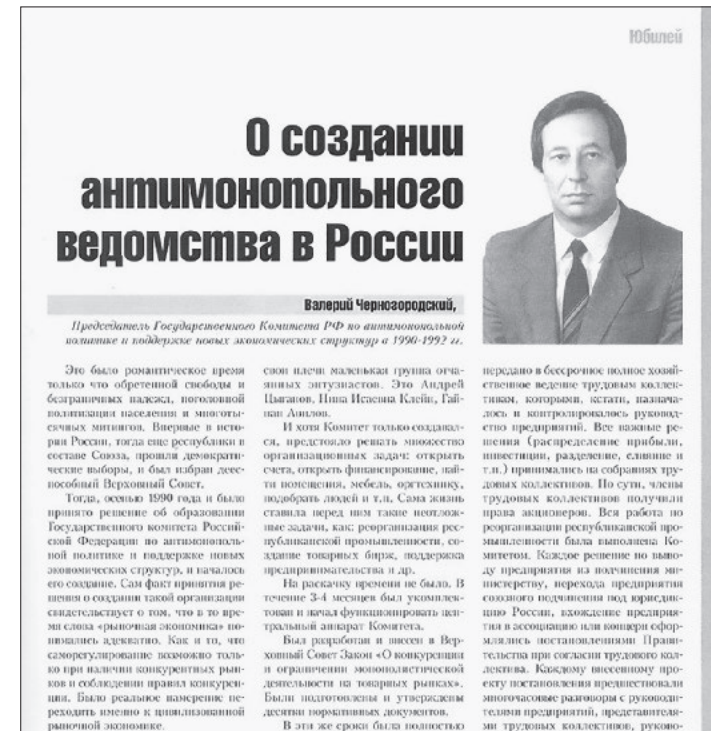 Юбилей
О создании
антимонопольного
ведомства в России
Валерий Черногородский,
Председатель Государственного Комитета РФ по антимонопольной
политике и поддержке новых экономических структур в 1990-1992 гг.
Это было романтическое время
только что обретенной свободы и
безграничных надежд, поголовной
политизации населения и многоты-
сячных митингов. Впервые в исто-
рии России, тогда еще республики в
составе Союза, прошли демократи-
ческие выборы, и был избран деес-
пособный Верховный Совет.
Тогда, осенью 1990 года и было
принято решение об образовании
Государственного комитета Россий-
ской Федерации по антимонополь-
ной политике и поддержке новых
экономических структур, и началось
его создание. Сам факт принятия ре-
шения о создании такой организации
свидетельствует о том, что в то вре-
мя слова «рыночная экономика» по-
нимались адекватно. Как и то, что
саморегулирование возможно толь-
ко при наличии конкурентных рын-
ков и соблюдении правил конкурен-
ции. Было реальное намерение пе-
реходить именно к цивилизованной
рыночной экономике.
свои плечи маленькая группа отча-
янных энтузиастов. Это Андрей
Цыганов, Нина Исаевна Клейн, Гай-
нан Авилов.
И хотя Комитет только создавал-
ся, предстояло решать множество
организационных задач: открыть
счета, открыть финансирование, най-
ти помещения, мебель, оргтехнику,
подобрать людей и т.п. Сама жизнь
ставила перед ним такие неотлож-
ные задачи, как: реорганизация рес-
публиканской промышленности, со-
здание товарных бирж, поддержка
предпринимательства и др.
На раскачку времени не было. В
течение 3-4 месяцев был укомплек-
тован и начал функционировать цен-
тральный аппарат Комитета.
Был разработан и внесен в Вер-
ховный Совет Закон «О конкуренции
и ограничении монополистической
деятельности на товарных рынках».
Были подготовлены и утверждены
десятки нормативных документов.
В эти же сроки была полностью
передано в бессрочное полное хозяй-
ственное ведение трудовым коллек-
тивам, которыми, кстати, назнача-
лось и контролировалось руковод-
ство предприятий. Все важные ре-
шения (распределение прибыли,
инвестиции, разделение, слияние и
т.п.) принимались на собраниях тру-
довых коллективов. По сути, члены
трудовых коллективов получили
права акционеров. Вся работа по
реорганизации республиканской про-
мышленности была выполнена Ко-
митетом. Каждое решение по выво-
ду предприятия из подчинения ми-
нистерству, перехода предприятия
союзного подчинения под юрисдик-
цию России, вхождение предприя-
тия в ассоциацию или концерн офор-
млялись постановлениями Прави-
тельства при согласии трудового кол-
лектива. Каждому внесенному про-
екту постановления предшествовали
многочасовые разговоры с руководи-
телями предприятий, представителя-
ми трудовых коллективов, руково-